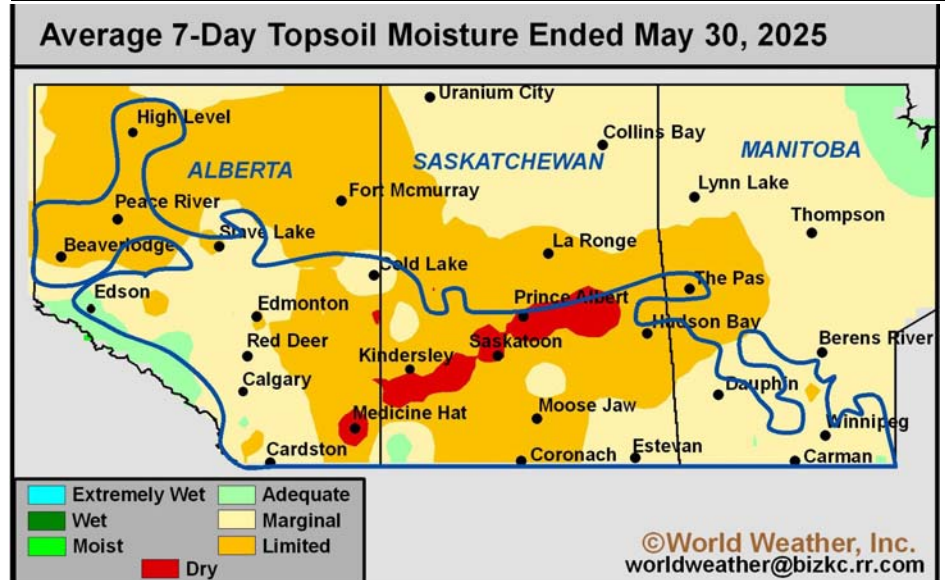 Average 7-Day Topsoil Moisture Ended May 30, 2025
Uranium City
High Level
Collins Bay
ALBERTA
SASKATCHEWAN
MANITOBA
Fort Mcmurray
Lynn Lake
Peace River
Thompson
Beaverlodge
Slave Lake
La Ronge
Cold Lake
The Pas
Edson
Edmonton
Prince Albert
Hudson Bay
Red Deer
Kindersley
Saskatoon
Berens River
Calgary
Dauphin
Medicine Hat
Moose Jaw
Winnipeg
Cardston
Coronach
Estevan
Carman
Extremely Wet
Adequate
Wet
Marginal
Moist
Limited
Dry
©World Weather, Inc.
worldweather@bizkc.rr.com